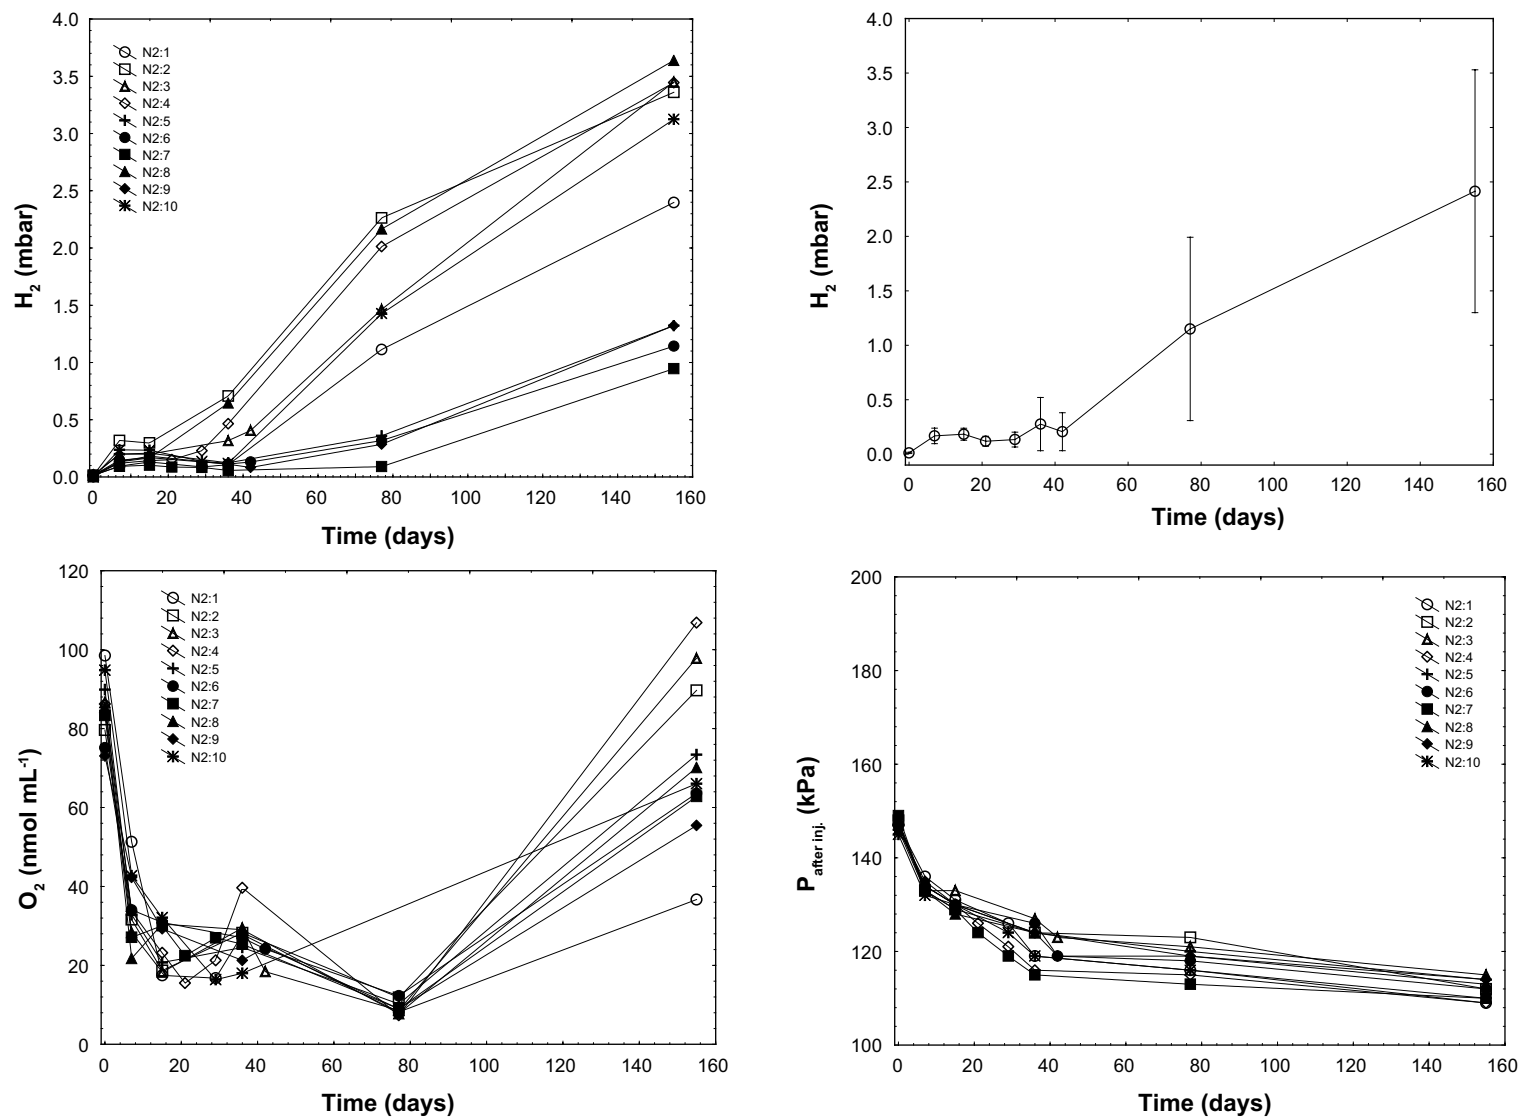 4.0
3.5
3.0
2.5
2.0
1.5
1.0
0.5
0.0
H2 (mbar)
N2:1
N2:2
N2:3
N2:4
N2:5
N2:6
N2:7
N2:8
N2:9
N2:10
0 20 40 60 80 100 120 140 160
Time (days)
4.0
3.5
3.0
2.5
2.0
1.5
1.0
0.5
0.0
H2 (mbar)
0 20 40 60 80 100 120 140 160
Time (days)
120
100
80
60
40
20
0
O2 (nmol mL-1)
N2:1
N2:2
N2:3
N2:4
N2:5
N2:6
N2:7
N2:8
N2:9
N2:10
0 20 40 60 80 100 120 140 160
Time (days)
200
180
160
140
120
100
Pafter inj. (kPa)
N2:1
N2:2
N2:3
N2:4
N2:5
N2:6
N2:7
N2:8
N2:9
N2:10
0 20 40 60 80 100 120 140 160
Time (days)